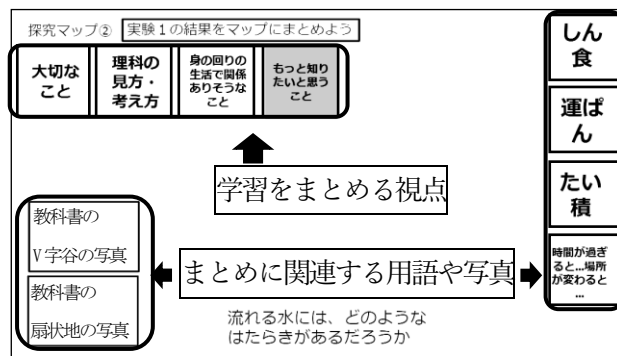 探究マップ② 実験１の結果をマップにまとめよう
大切な
こと
理科の
見方・
考え方
身の回りの
生活で関係
ありそうな
こと
もっと知り
たいと思う
こと
しん
食
運ぱ
ん
たい
積
時間が過ぎ
ると…場所
が変わると
…
学習をまとめる視点
教科書の
V字谷の写真
教科書の
扇状地の写真
まとめに関連する用語や写真
流れる水には、どのような
はたらきがあるだろうか